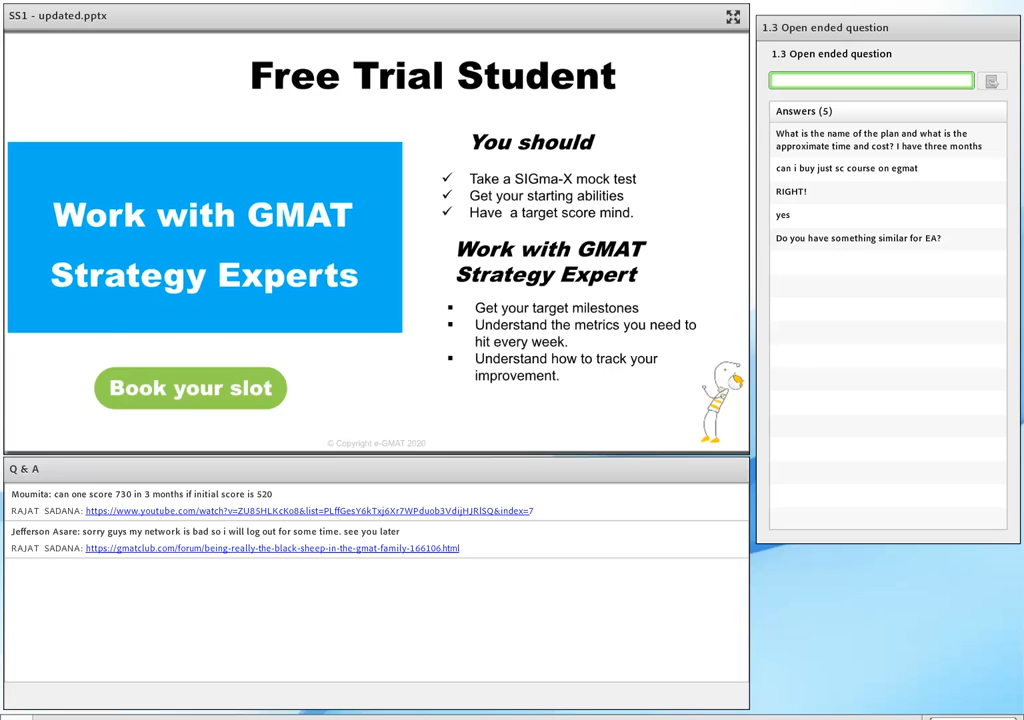 SS1 - updated.pptx
Free Trial Student
Work with GMAT
Strategy Experts
Book your slot
You should
✓ Take a SIGma-X mock test
✓ Get your starting abilities
✓ Have a target score mind.
Work with GMAT
Strategy Expert
▪ Get your target milestones
▪ Understand the metrics you need to
hit every week.
▪ Understand how to track your
improvement.
© Copyright e-GMAT 2020
Q & A
Moumita: can one score 730 in 3 months if initial score is 520
RAJAT SADANA: https://www.youtube.com/watch?v=ZU85HLKcKo8&list=PLffGesY6kTxj6Xr7WPduob3VdijHJRlSQ&index=7
Jefferson Asare: sorry guys my network is bad so i will log out for some time. see you later
RAJAT SADANA: https://gmatclub.com/forum/being-really-the-black-sheep-in-the-gmat-family-166106.html
1.3 Open ended question
1.3 Open ended question
Answers (5)
What is the name of the plan and what is the
approximate time and cost? I have three months
can i buy just sc course on egmat
RIGHT!
yes
Do you have something similar for EA?